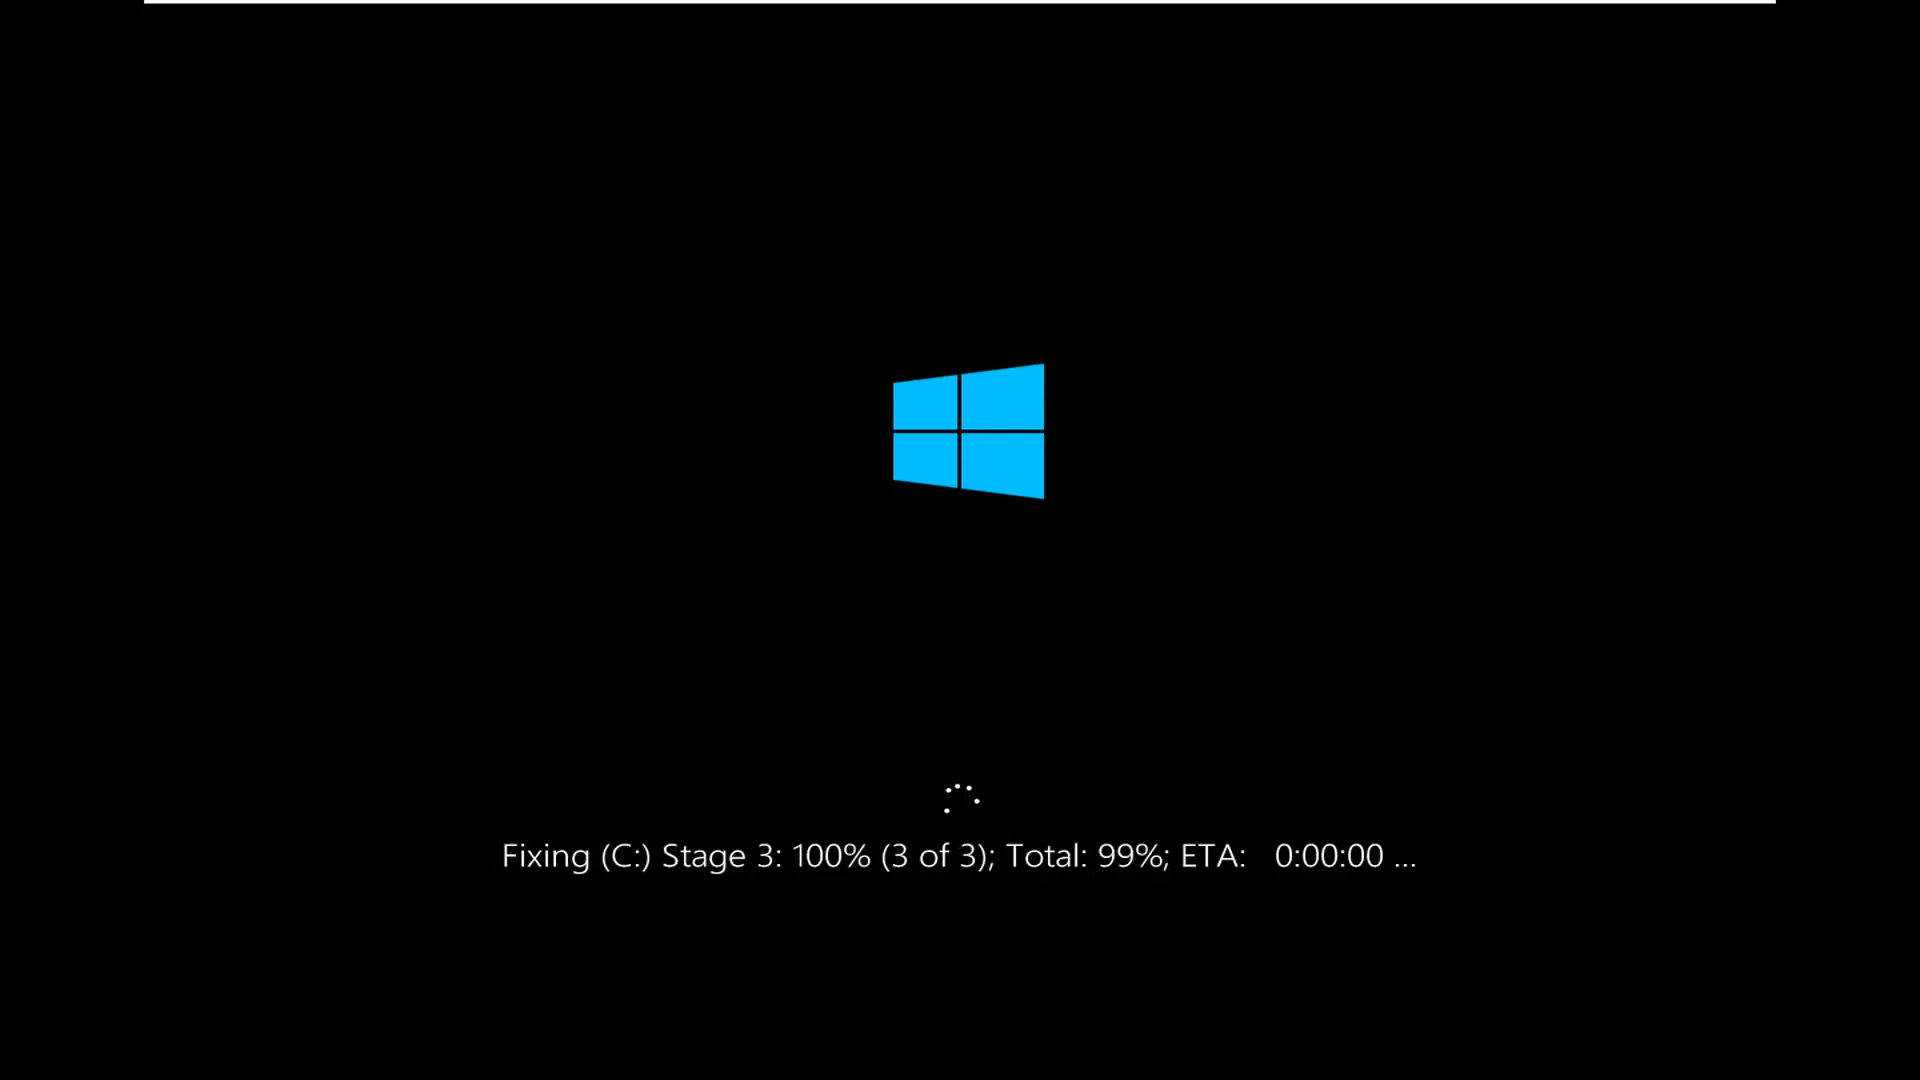 Fixing (C:) Stage 3: 100% (3 of 3); Total: 99%; ETA:   0:00:00 ...